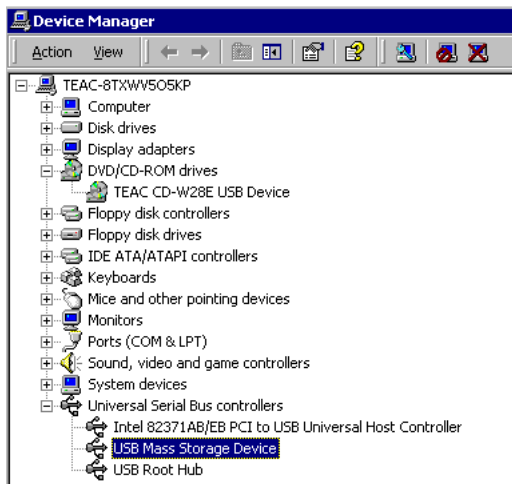 Device Manager
Action View
TEAC-8TXWV5O5KP
Computer
Disk drives
Display adapters
DVD/CD-ROM drives
TEAC CD-W28E USB Device
Floppy disk controllers
Floppy disk drives
IDE ATA/ATAPI controllers
Keyboards
Mice and other pointing devices
Monitors
Ports (COM & LPT)
Sound, video and game controllers
System devices
Universal Serial Bus controllers
Intel 82371AB/EB PCI to USB Universal Host Controller
USB Mass Storage Device
USB Root Hub